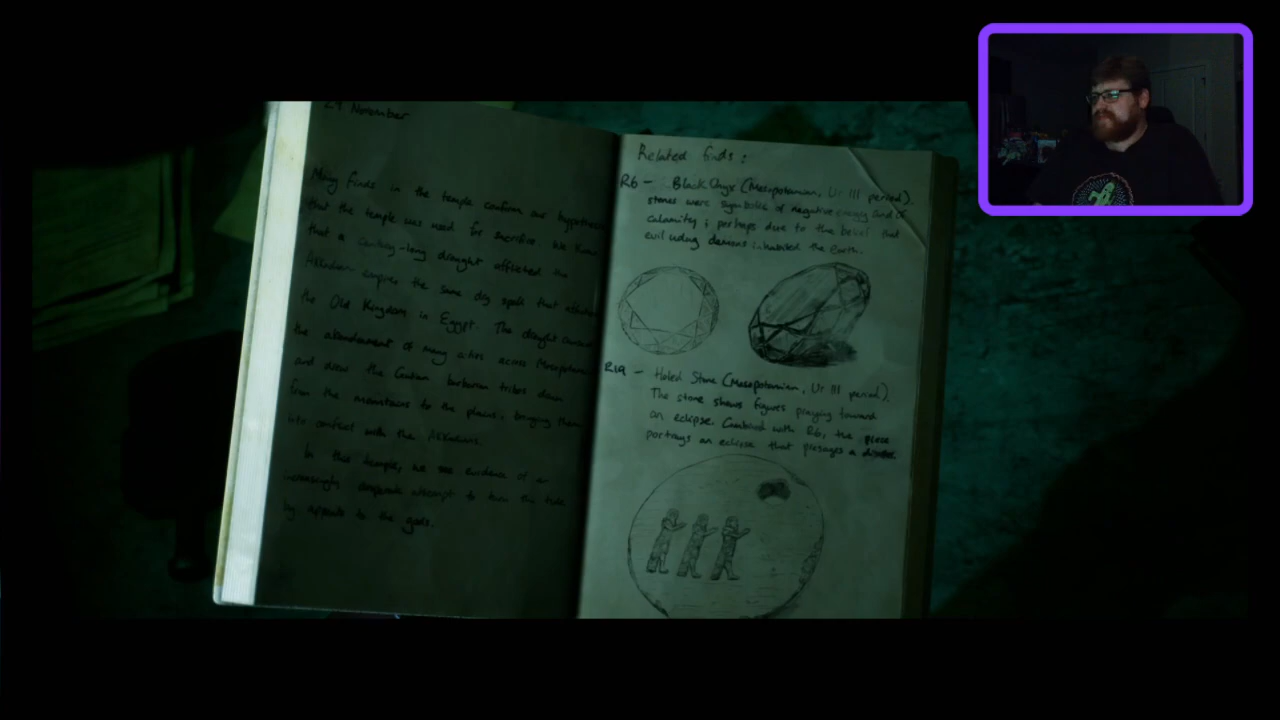 29 November
Many finds in the temple confirm our hypothesis
that the temple was used for sacrifice. We know
that a century-long drought afflicted the
Akkadian empire the same dry spell that
the Old Kingdom in Egypt. The drought caused
the abandonment of many cities across Mesopotamia
and drew the Gutian barbarian tribes down
from the mountains to the plains, bringing them
into contact with the Akkadians.
In this temple, we see evidence of a
increasingly desperate attempt to turn the tide
by appeals to the gods.
Related finds:
R6 - Black Onyx (Mesopotamian, Ur III period).
stones were symbolic of negative energy and of
calamity; perhaps due to the belief that
evil udug demons inhabited the Earth.
R19 - Holed Stone (Mesopotamian, Ur III period).
The stone shows figures praying toward
an eclipse. Combined with R6, the piece
portrays an eclipse that presages a disaster.